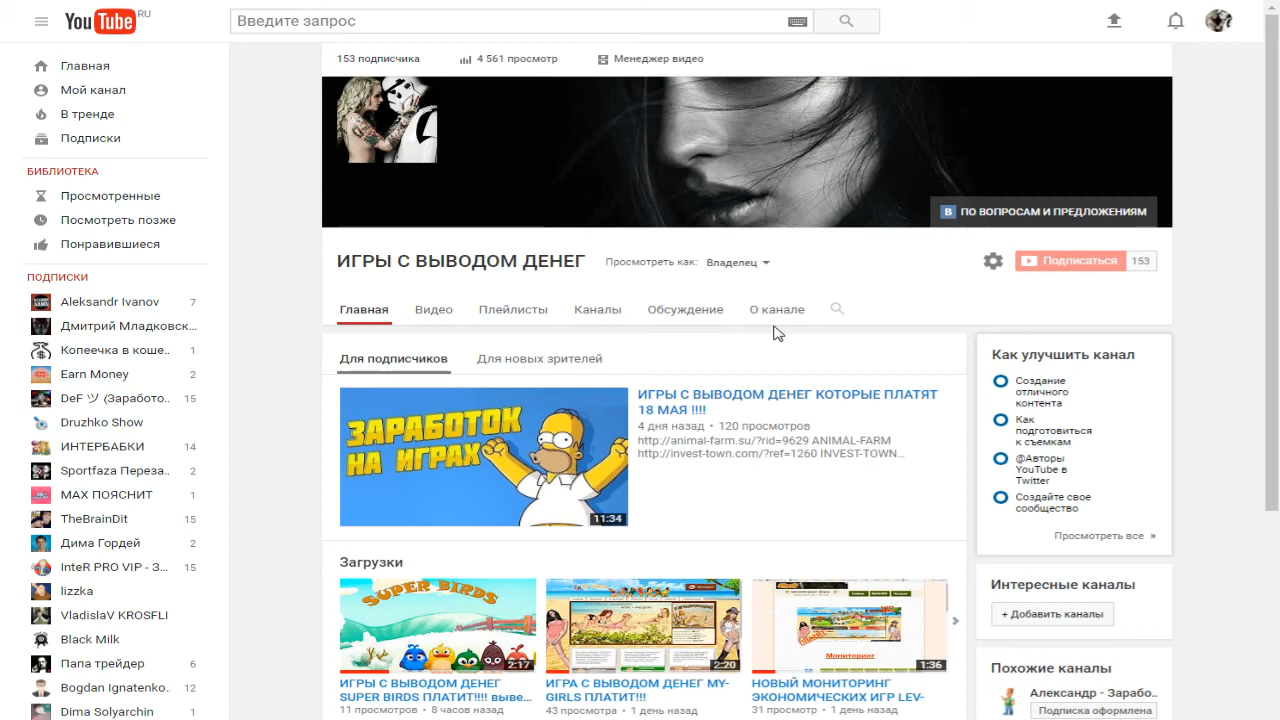 YouTube RU
Введите запрос
153 подписчика
4 561 просмотр
Менеджер видео
Главная
Мой канал
В тренде
Подписки
БИБЛИОТЕКА
Просмотренные
Посмотреть позже
Понравившиеся
ПОДПИСКИ
Aleksandr Ivanov 7
Дмитрий Младковск...
Копеечка в коше.. 1
Earn Money 2
DeF ツ (Заработо.. 15
Druzhko Show
ИНТЕРБАВКИ 14
Sportfaza Переза.. 2
МАХ ПОЯСНИТ 1
TheBrainDit 15
Дима Гордей 2
InteR PRO VIP - З... 15
lizzka
VladislaV KROSFLI
Black Milk
Папа трейдер 6
Bogdan Ignatenko.. 12
Dima Solyarchin 1
В ПО ВОПРОСАМ И ПРЕДЛОЖЕНИЯМ
ИГРЫ С ВЫВОДОМ ДЕНЕГ
Просмотреть как: Владелец
Подписаться 153
Главная Видео Плейлисты Каналы Обсуждение О канале
Для подписчиков Для новых зрителей
ЗАРАБОТОК
НА ИГРАХ
11:34
ИГРЫ С ВЫВОДОМ ДЕНЕГ КОТОРЫЕ ПЛАТЯТ
18 МАЯ !!!!
4 дня назад • 120 просмотров
http://animal-farm.su/?rid=9629 ANIMAL-FARM
http://invest-town.com/?ref=1260 INVEST-TOWN...
Загрузки
SUPER BIRDS
2:17
ИГРЫ С ВЫВОДОМ ДЕНЕГ
SUPER BIRDS ПЛАТИТ!!!! выве...
11 просмотров • 8 часов назад
2:20
ИГРА С ВЫВОДОМ ДЕНЕГ MY-
GIRLS ПЛАТИТ!!!
43 просмотра • 1 день назад
Мониторинг
1:36
НОВЫЙ МОНИТОРИНГ
ЭКОНОМИЧЕСКИХ ИГР LEV-
31 просмотр • 1 день назад
Как улучшить канал
Создание
отличного
контента
Как
подготовиться
к съемкам
@Авторы
YouTube в
Twitter
Создайте свое
сообщество
Просмотреть все »
Интересные каналы
+ Добавить каналы
Похожие каналы
Александр - Зарабо..
Подписка оформлена